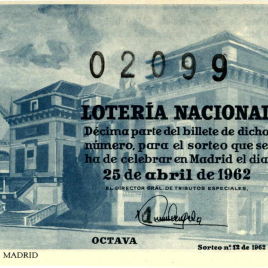 02099
LOTERÍA NACIONAL
Décima parte del billete de dicho
número, para el sorteo que se
ha de celebrar en Madrid el día
25 de abril de 1962
EL DIRECTOR GRAL. DE TRIBUTOS ESPECIALES,
OCTAVA
Sorteo nº 12 de 1962
MADRID